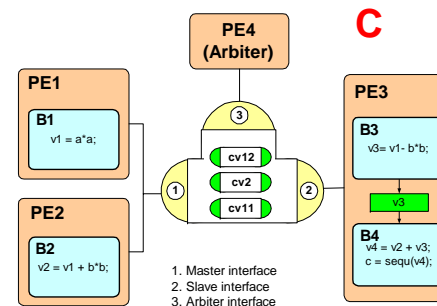 C
PE4
(Arbiter)
PE1
B1
v1 = a*a;
PE2
B2
v2 = v1 + b*b;
3
1
2
cv12
cv2
cv11
PE3
B3
v3= v1- b*b;
v3
B4
v4 = v2 + v3;
c = sequ(v4);
1. Master interface
2. Slave interface
3. Arbiter interface